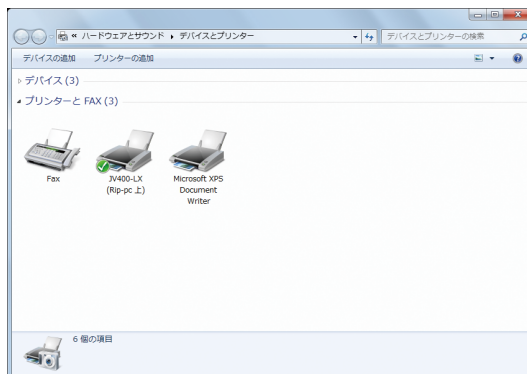 « ハードウェアとサウンド ▸ デバイスとプリンター
デバイスとプリンターの検索
デバイスの追加 プリンターの追加
デバイス (3)
プリンターと FAX (3)
Fax
JV400-LX
(Rip-pc 上)
Microsoft XPS
Document
Writer
6 個の項目